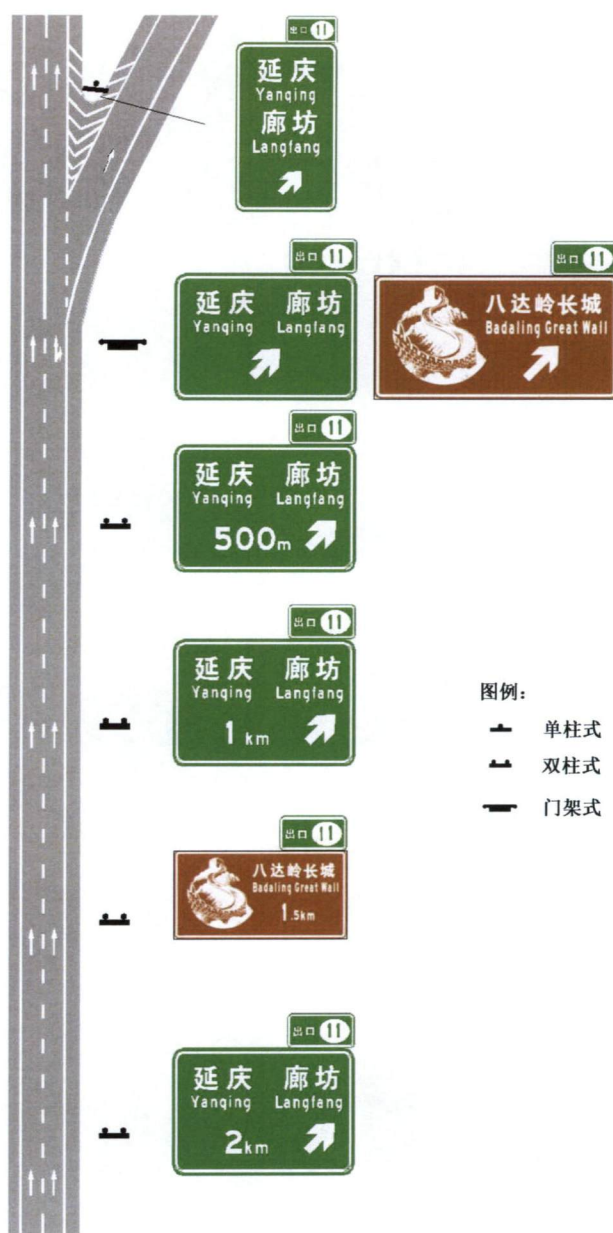 出口 11
延庆
Yanqing
廊坊
Langfang
出口 11
延庆 廊坊
Yanqing Langfang
出口 11
八达岭长城
Badaling Great Wall
出口 11
延庆 廊坊
Yanqing Langfang
500m
出口 11
延庆 廊坊
Yanqing Langfang
1 km
图例：
单柱式
双柱式
门架式
出口 11
八达岭长城
Badaling Great Wall
1.5km
出口 11
延庆 廊坊
Yanqing Langfang
2km